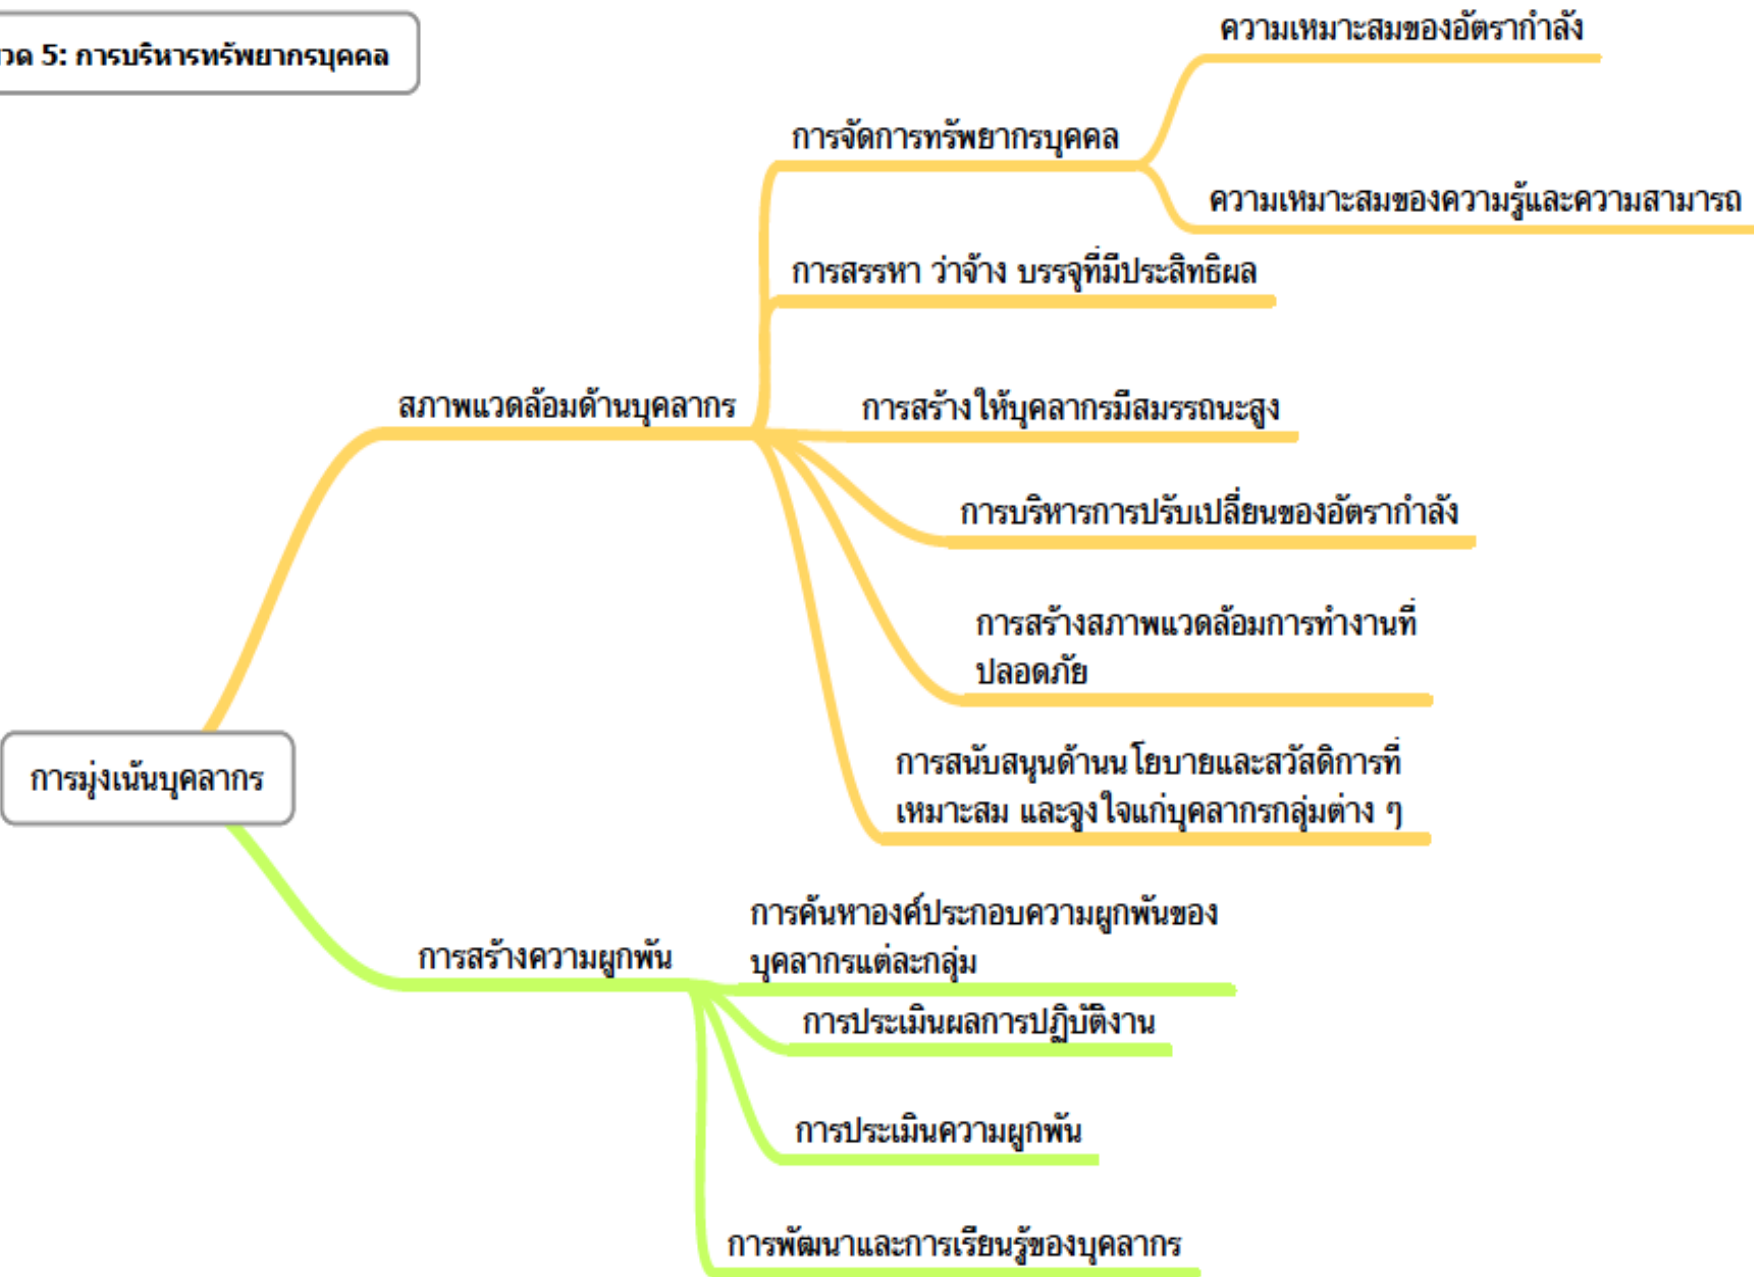 วด 5: การบริหารทรัพยากรบุคคล
ความเหมาะสมของอัตรากำลัง
การจัดการทรัพยากรบุคคล
ความเหมาะสมของความรู้และความสามารถ
การสรรหา ว่าจ้าง บรรจุที่มีประสิทธิผล
สภาพแวดล้อมด้านบุคลากร
การสร้างให้บุคลากรมีสมรรถนะสูง
การบริหารการปรับเปลี่ยนของอัตรากำลัง
การสร้างสภาพแวดล้อมการทำงานที่
ปลอดภัย
การสนับสนุนด้านนโยบายและสวัสดิการที่
เหมาะสม และจูงใจแก่บุคลากรกลุ่มต่าง ๆ
การมุ่งเน้นบุคลากร
การสร้างความผูกพัน
การค้นหาองค์ประกอบความผูกพันของ
บุคลากรแต่ละกลุ่ม
การประเมินผลการปฏิบัติงาน
การประเมินความผูกพัน
การพัฒนาและการเรียนรู้ของบุคลากร